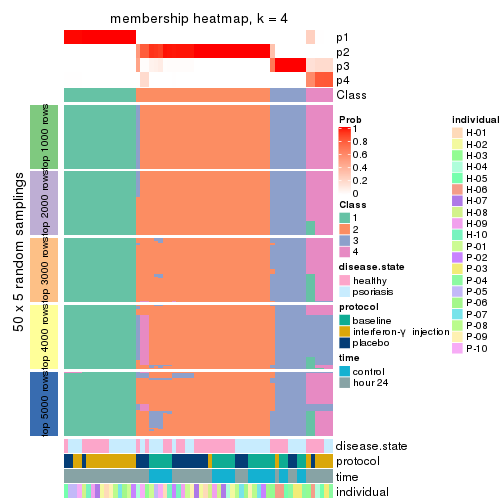 membership heatmap, k = 4
p1
p2
p3
p4
Class
50 x 5 random samplings
top 1000 rows
top 2000 rows
top 3000 rows
top 4000 rows
top 5000 rows
disease.state
protocol
time
individual
Prob
1
0.8
0.6
0.4
0.2
0
Class
1
2
3
4
disease.state
healthy
psoriasis
protocol
baseline
interferon-γ injection
placebo
time
control
hour 24
individual
H-01
H-02
H-03
H-04
H-05
H-06
H-07
H-08
H-09
H-10
P-01
P-02
P-03
P-04
P-05
P-06
P-07
P-08
P-09
P-10